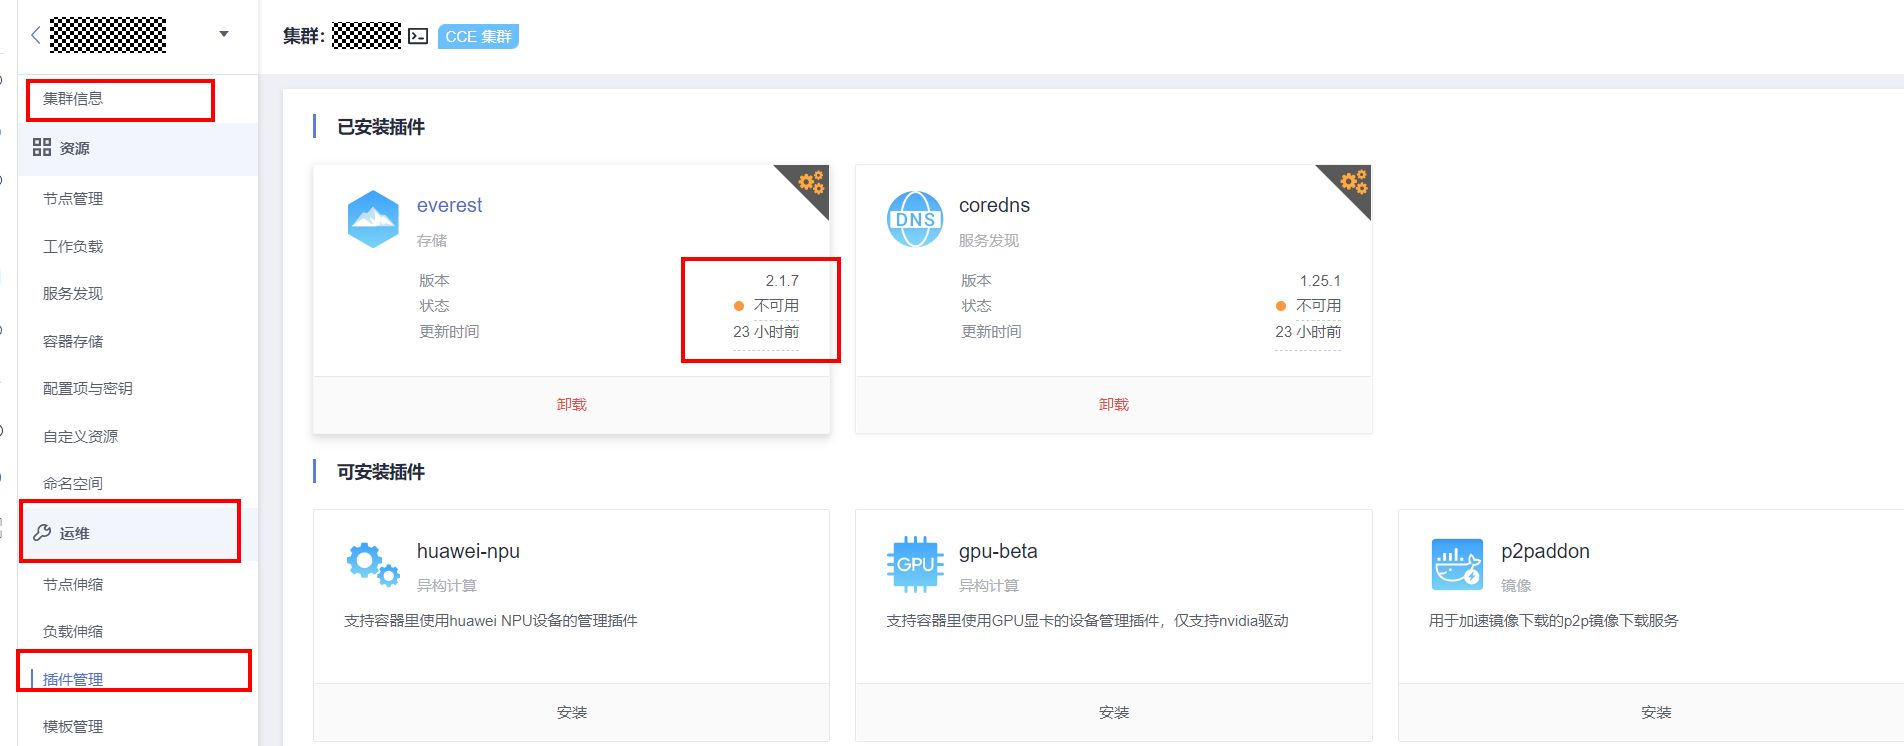 集群：
CCE 集群
集群信息
资源
节点管理
工作负载
服务发现
容器存储
配置项与密钥
自定义资源
命名空间
运维
节点伸缩
负载伸缩
插件管理
模板管理
已安装插件
everest
存储
版本 2.1.7
状态 不可用
更新时间 23 小时前
卸载
coredns
DNS
服务发现
版本 1.25.1
状态 不可用
更新时间 23 小时前
卸载
可安装插件
huawei-npu
异构计算
支持容器里使用huawei NPU设备的管理插件
安装
gpu-beta
GPU
异构计算
支持容器里使用GPU显卡的设备管理插件，仅支持nvidia驱动
安装
p2paddon
镜像
用于加速镜像下载的p2p镜像下载服务
安装